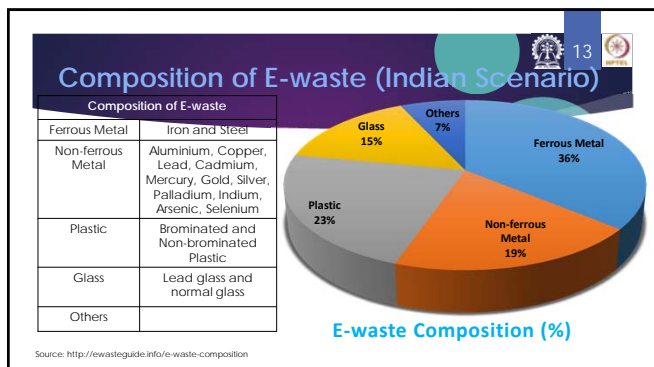 13
NPTEL
Composition of E-waste (Indian Scenario)
Composition of E-waste
Ferrous Metal
Iron and Steel
Non-ferrous
Metal
Aluminium, Copper,
Lead, Cadmium,
Mercury, Gold, Silver,
Palladium, Indium,
Arsenic, Selenium
Plastic
Brominated and
Non-brominated
Plastic
Glass
Lead glass and
normal glass
Others
Others
7%
Glass
15%
Ferrous Metal
36%
Plastic
23%
Non-ferrous
Metal
19%
E-waste Composition (%)
Source: http://ewasteguide.info/e-waste-composition